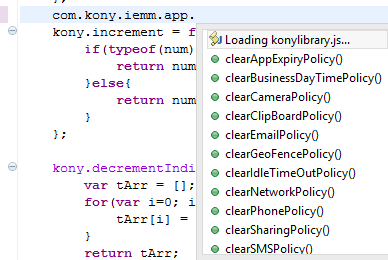 };
com.kony.iemm.app.
kony.increment = f
if(typeof(num)
return num
}else{
return num
}
};
kony.decrementIndi
var tArr = [];
for(var i=0; i
tArr[i] =
}
return tArr;
Loading konylibrary.js...
clearAppExpiryPolicy()
clearBusinessDayTimePolicy()
clearCameraPolicy()
clearClipBoardPolicy()
clearEmailPolicy()
clearGeoFencePolicy()
clearIdleTimeOutPolicy()
clearNetworkPolicy()
clearPhonePolicy()
clearSharingPolicy()
clearSMSPolicy()